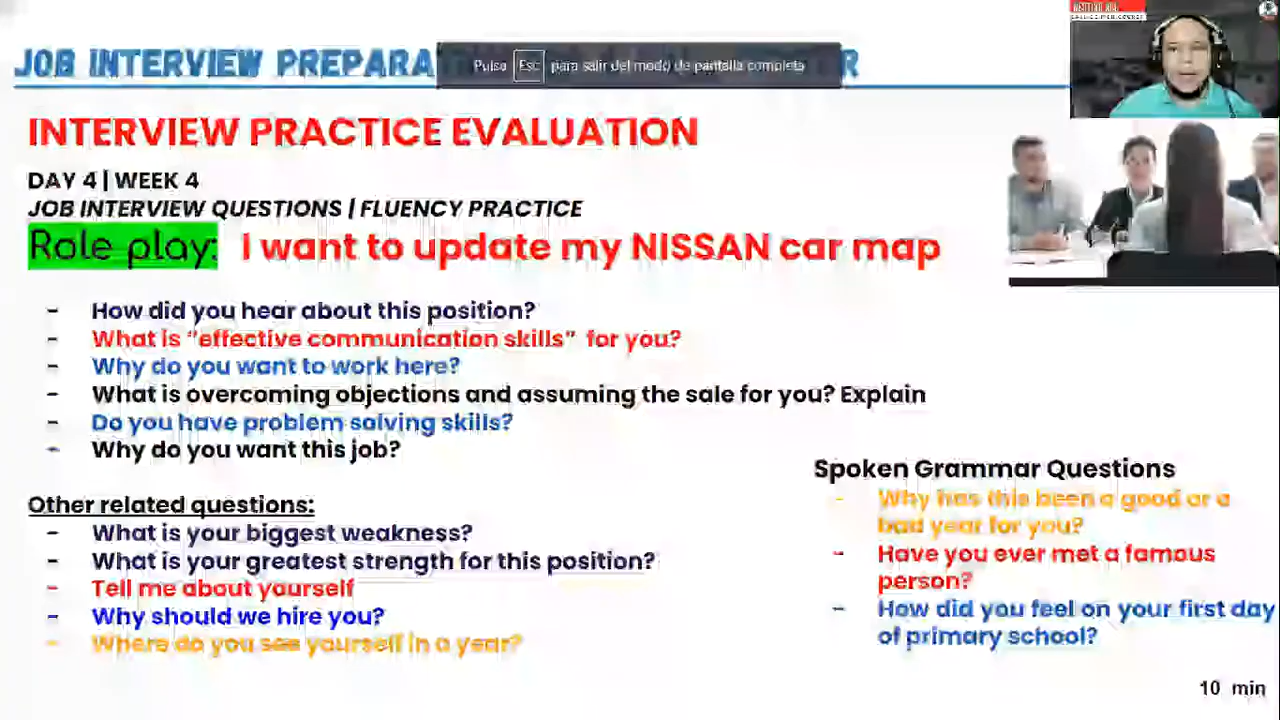 JOB INTERVIEW PREPARA
Pulsa Esc para salir del modo de pantalla completa
INTERVIEW PRACTICE EVALUATION
DAY 4 | WEEK 4
JOB INTERVIEW QUESTIONS | FLUENCY PRACTICE
Role play: I want to update my NISSAN car map
- How did you hear about this position?
- What is "effective communication skills" for you?
- Why do you want to work here?
- What is overcoming objections and assuming the sale for you? Explain
- Do you have problem solving skills?
- Why do you want this job?
Other related questions:
- What is your biggest weakness?
- What is your greatest strength for this position?
- Tell me about yourself
- Why should we hire you?
- Where do you see yourself in a year?
Spoken Grammar Questions
- Why has this been a good or a
bad year for you?
- Have you ever met a famous
person?
- How did you feel on your first day
of primary school?
10 min